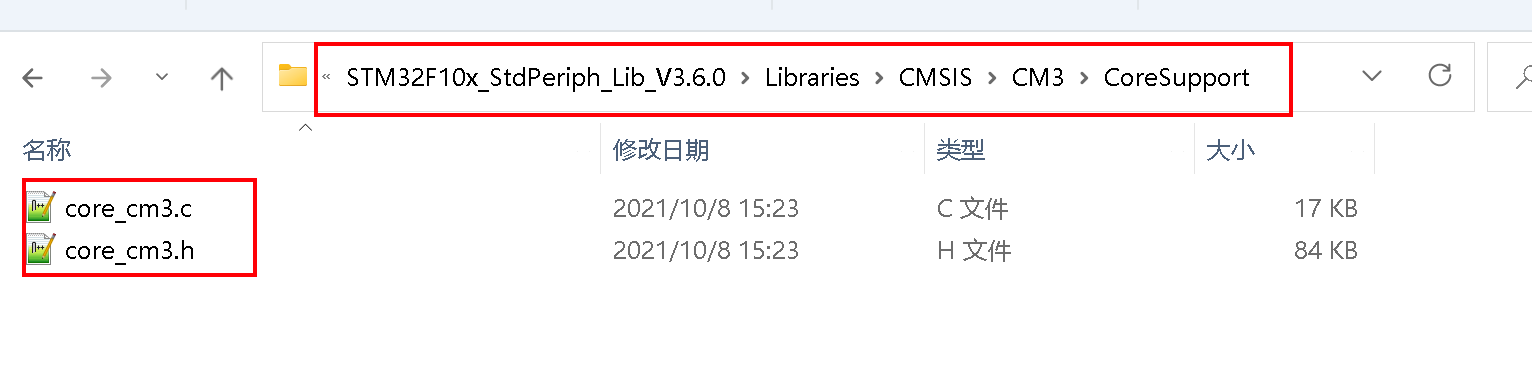 « STM32F10x_StdPeriph_Lib_V3.6.0 > Libraries > CMSIS > CM3 > CoreSupport
名称 修改日期 类型 大小
core_cm3.c 2021/10/8 15:23 C 文件 17 KB
core_cm3.h 2021/10/8 15:23 H 文件 84 KB